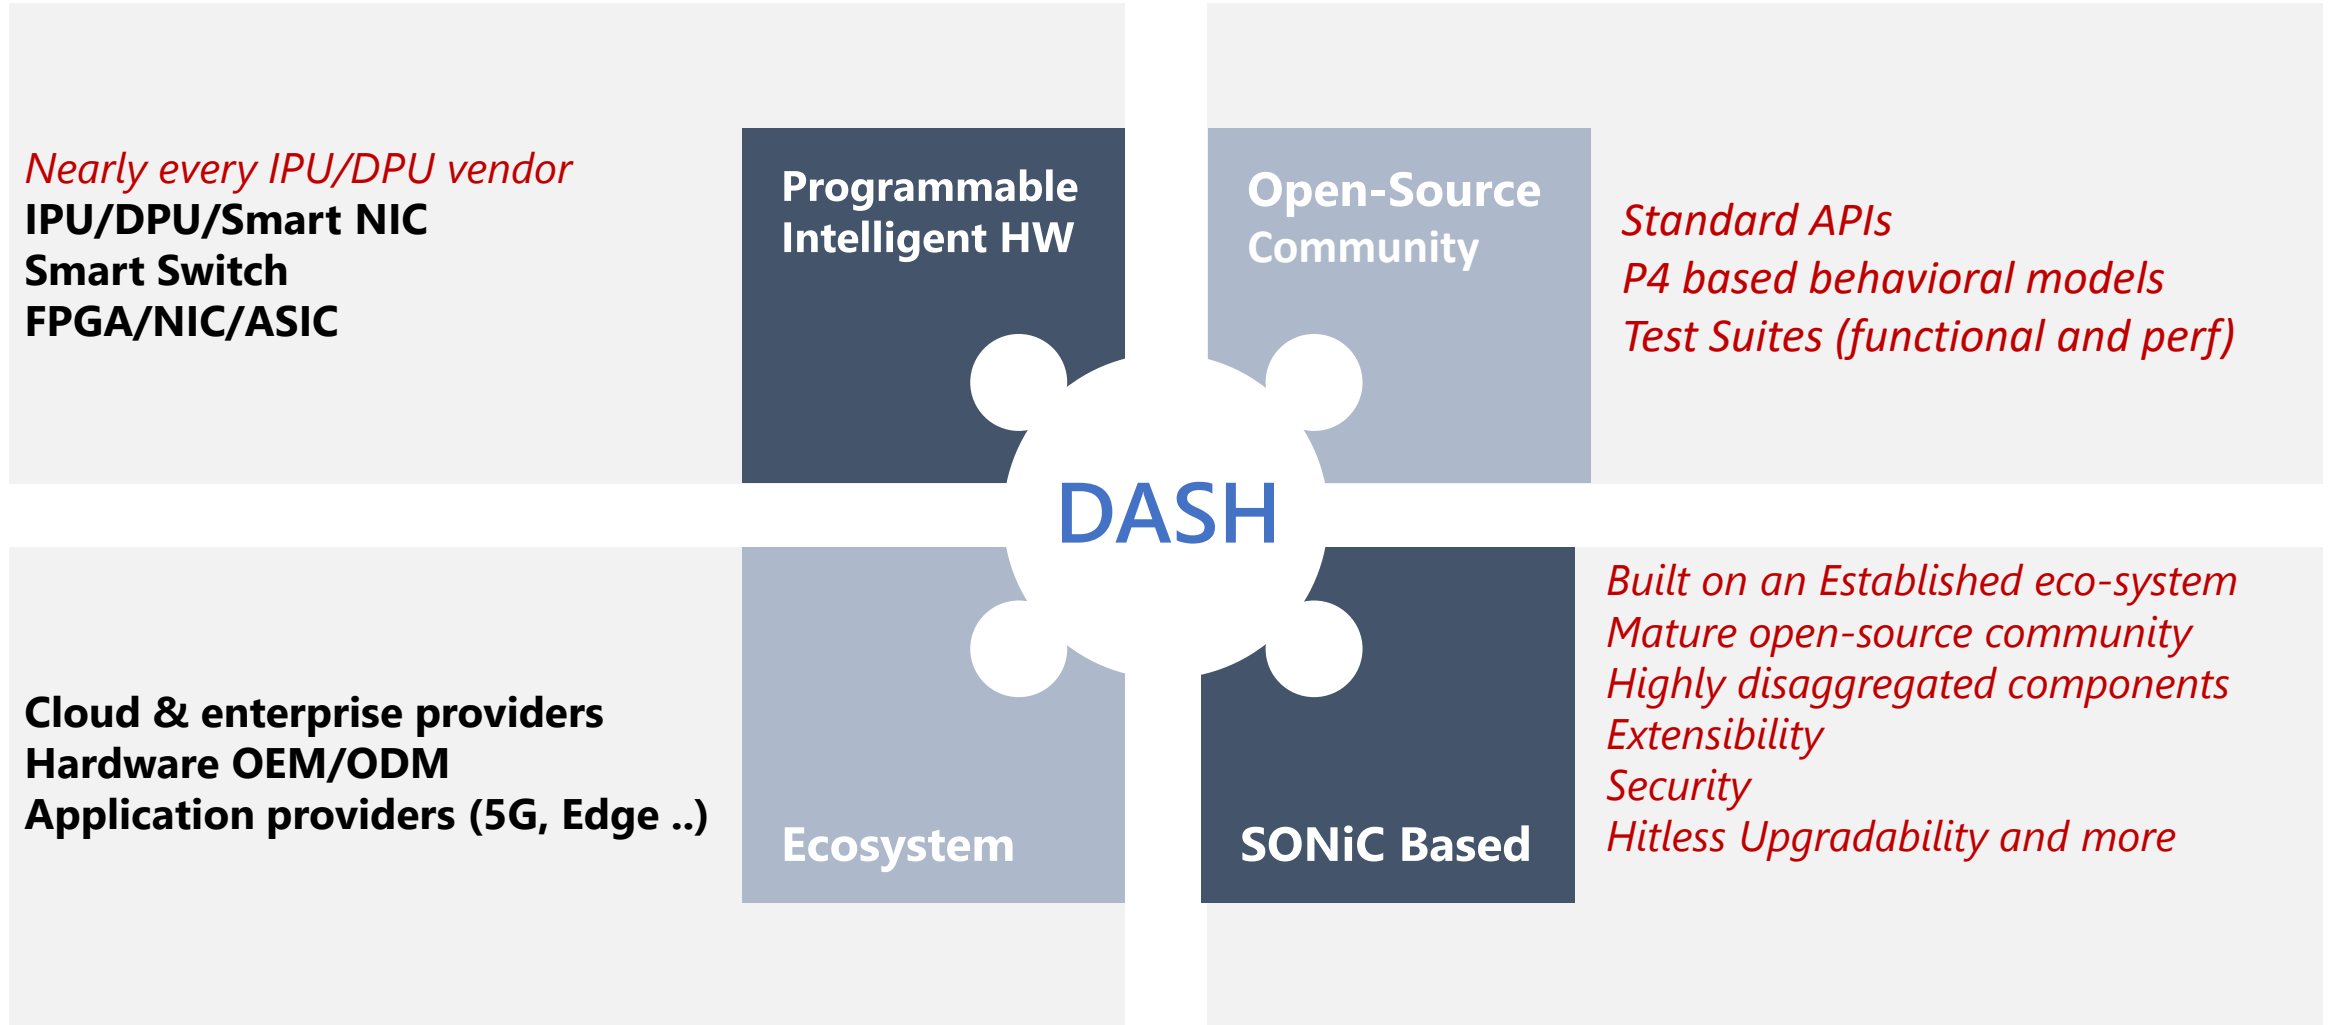 Nearly every IPU/DPU vendor
IPU/DPU/Smart NIC
Smart Switch
FPGA/NIC/ASIC
Programmable
Intelligent HW
Open-Source
Community
Standard APIs
P4 based behavioral models
Test Suites (functional and perf)
DASH
Cloud & enterprise providers
Hardware OEM/ODM
Application providers (5G, Edge ..)
Ecosystem
SONiC Based
Built on an Established eco-system
Mature open-source community
Highly disaggregated components
Extensibility
Security
Hitless Upgradability and more